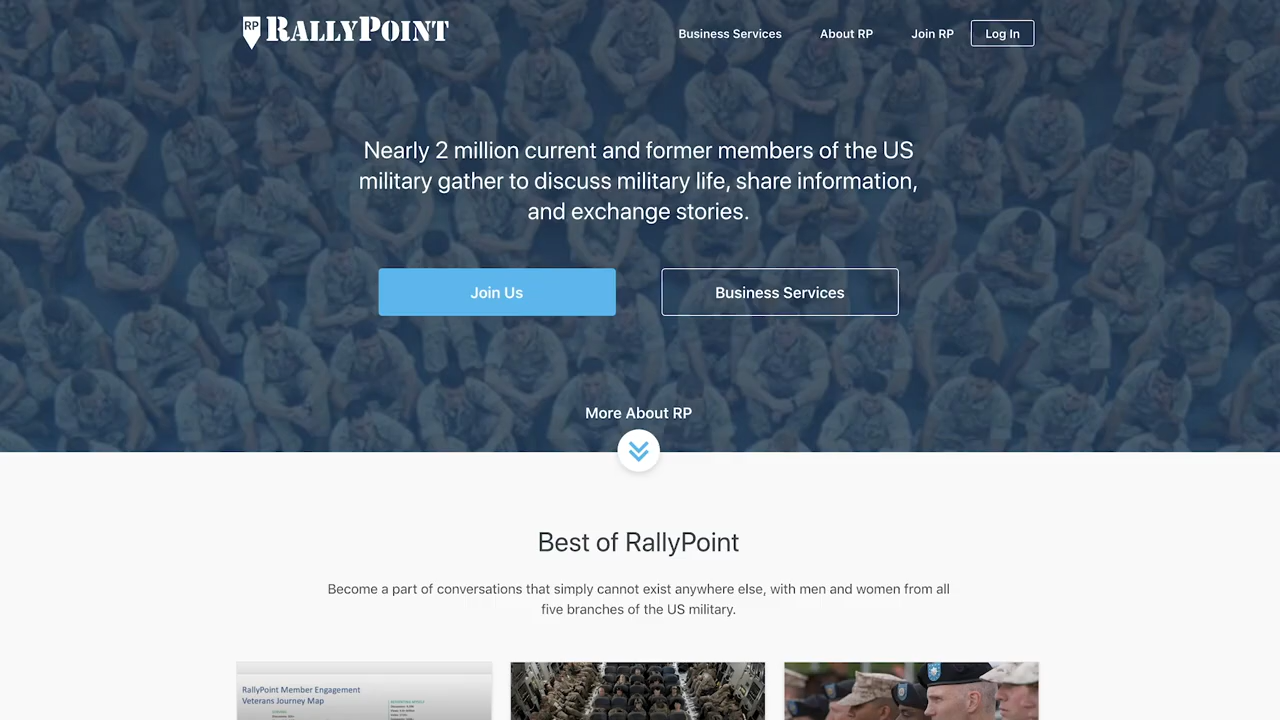 RP RALLYPOINT
Business Services
About RP
Join RP
Log In
Nearly 2 million current and former members of the US
military gather to discuss military life, share information,
and exchange stories.
Join Us
Business Services
More About RP
Best of RallyPoint
Become a part of conversations that simply cannot exist anywhere else, with men and women from all
five branches of the US military.
RallyPoint Member Engagement
Veterans Journey Map